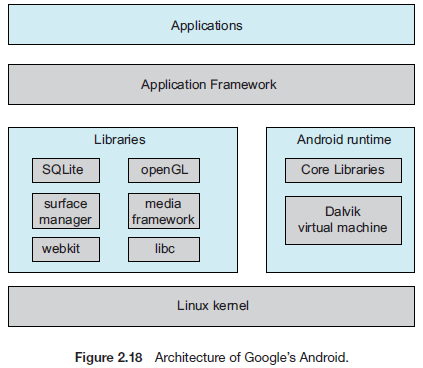 Applications
Application Framework
Libraries
SQLite
openGL
surface
manager
media
framework
webkit
libc
Android runtime
Core Libraries
Dalvik
virtual machine
Linux kernel
Figure 2.18 Architecture of Google's Android.